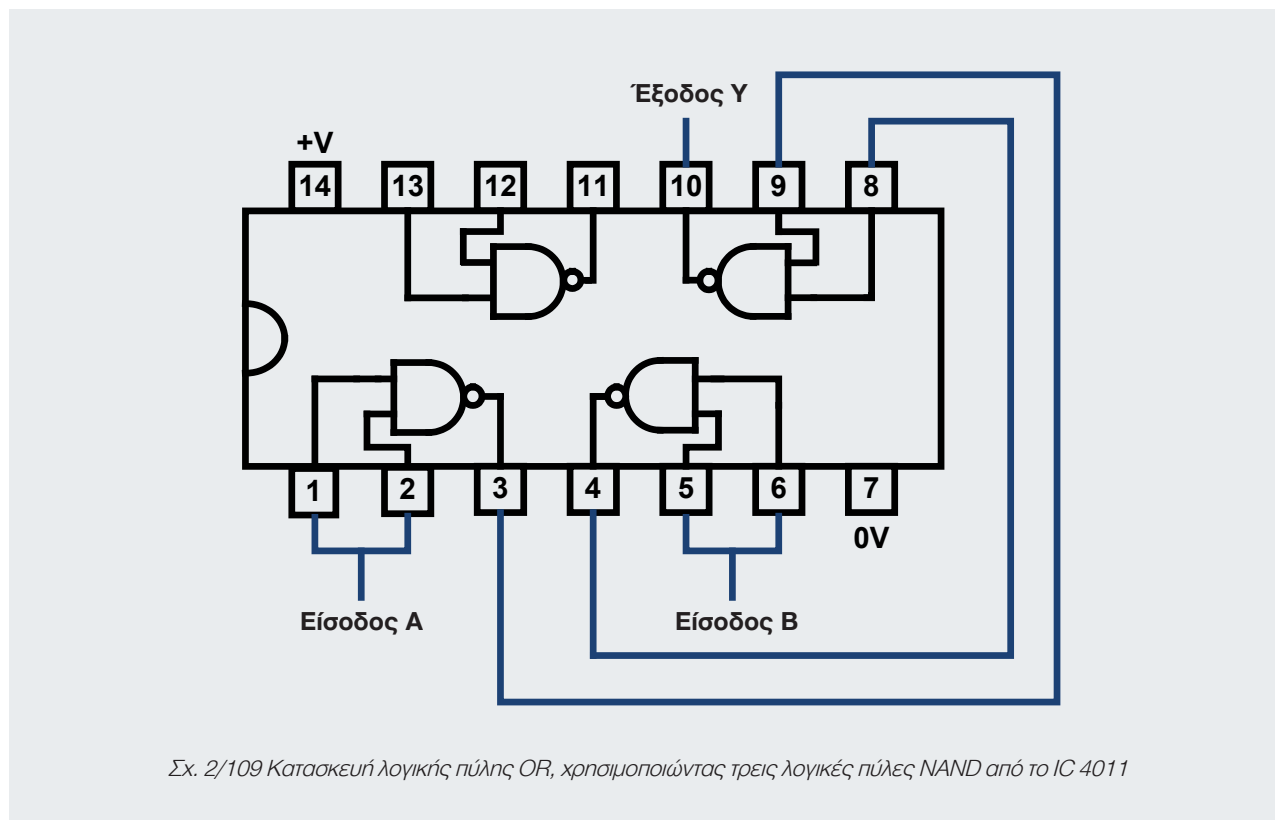 Έξοδος Υ
+V
14 13 12 11 10 9 8
1 2 3 4 5 6 7
0V
Είσοδος Α Είσοδος Β
Σχ. 2/109 Κατασκευή λογικής πύλης OR, χρησιμοποιώντας τρεις λογικές πύλες NAND από το IC 4011